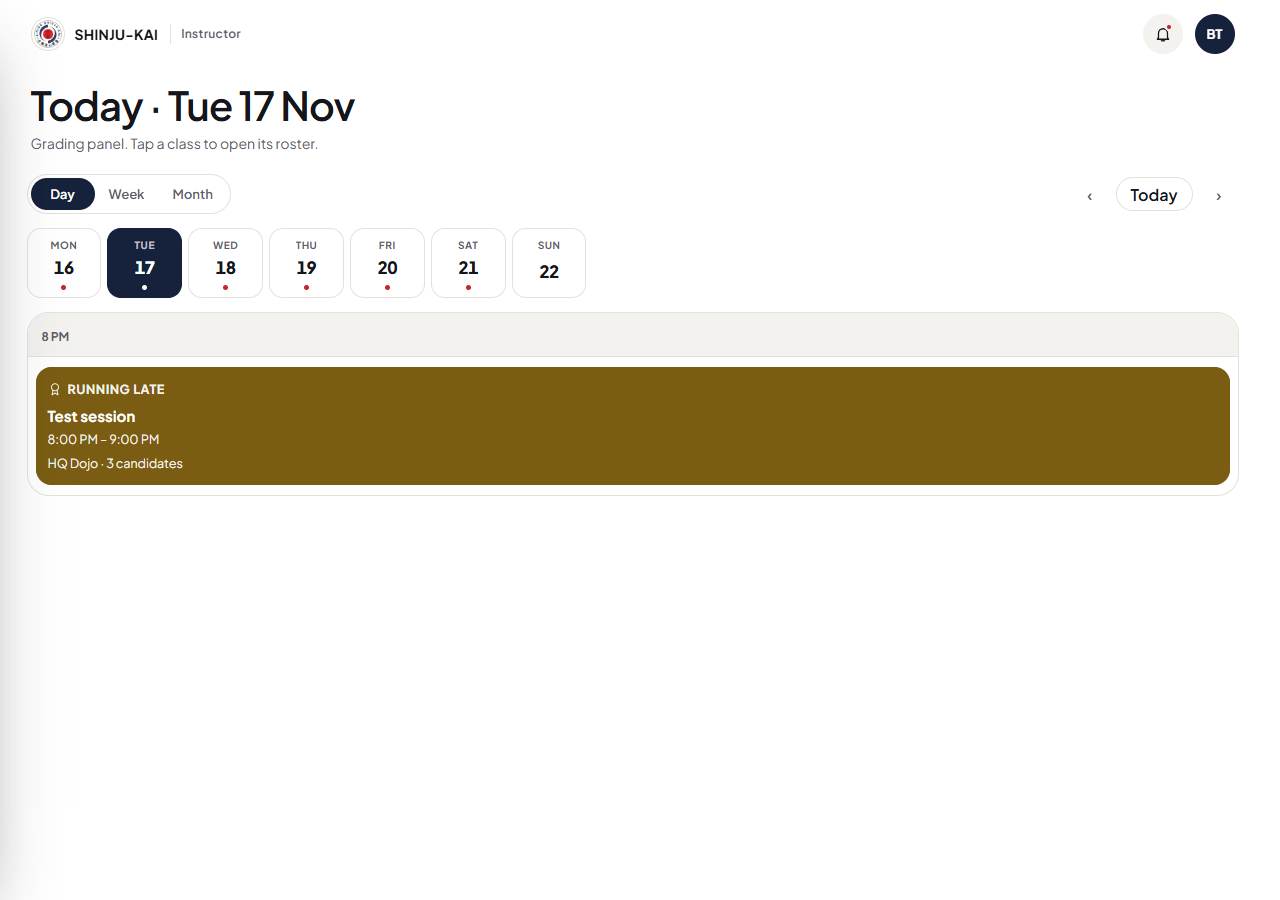 SHINJU-KAI Instructor
BT
Today · Tue 17 Nov
Grading panel. Tap a class to open its roster.
Day Week Month
‹ Today ›
MON TUE WED THU FRI SAT SUN
16 17 18 19 20 21 22
8 PM
RUNNING LATE
Test session
8:00 PM – 9:00 PM
HQ Dojo · 3 candidates